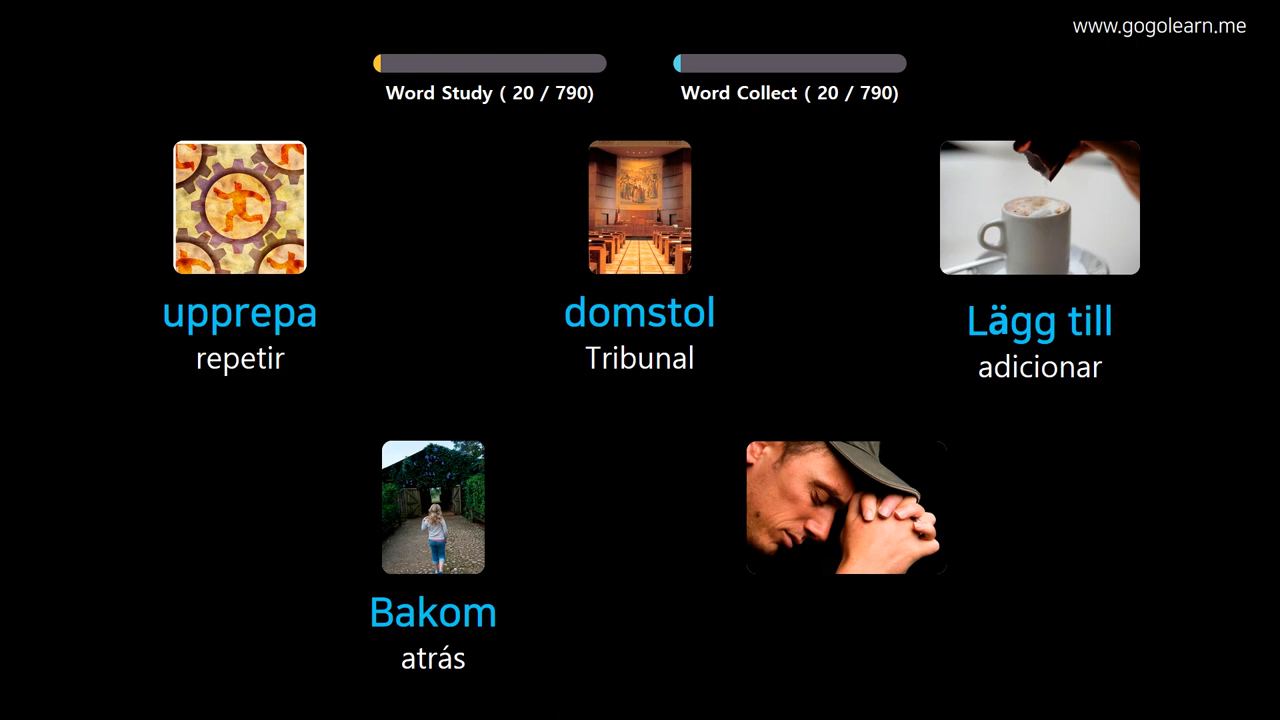 www.gogolearn.me
Word Study ( 20 / 790)
Word Collect ( 20 / 790)
upprepa
repetir
domstol
Tribunal
Lägg till
adicionar
Bakom
atrás